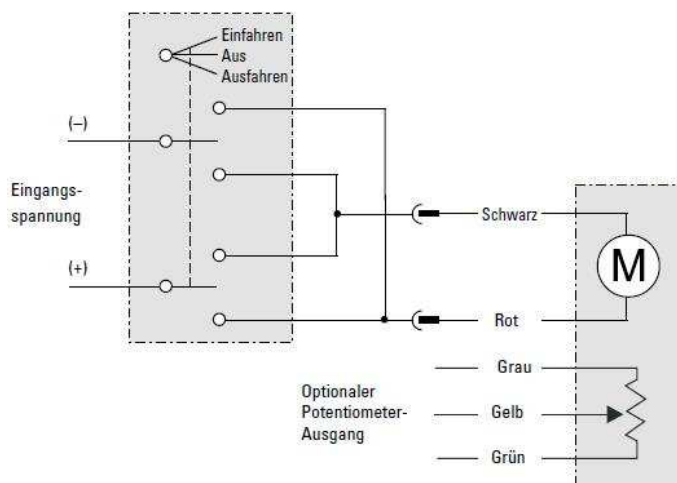 Einfahren
Aus
Ausfahren
(–)
Eingangs-
spannung
(+)
Schwarz
M
Rot
Grau
Optionaler
Potentiometer-
Ausgang
Gelb
Grün